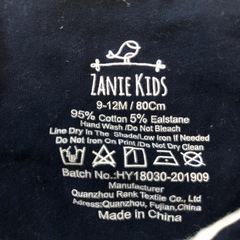 ZANIE KIDS
9-12M / 80Cm
95% Cotton 5% Ealstane
Hand Wash /Do Not Bleach
Line Dry In The Shade/Low Iron If Needed
Do Not Iron on Print /Do Not Dry Clean
Batch No.:HY18030-201909
Manufacturer
Quanzhou Rank Textile Co., Ltd
Address:Quanzhou, Fujian,China
Made in China